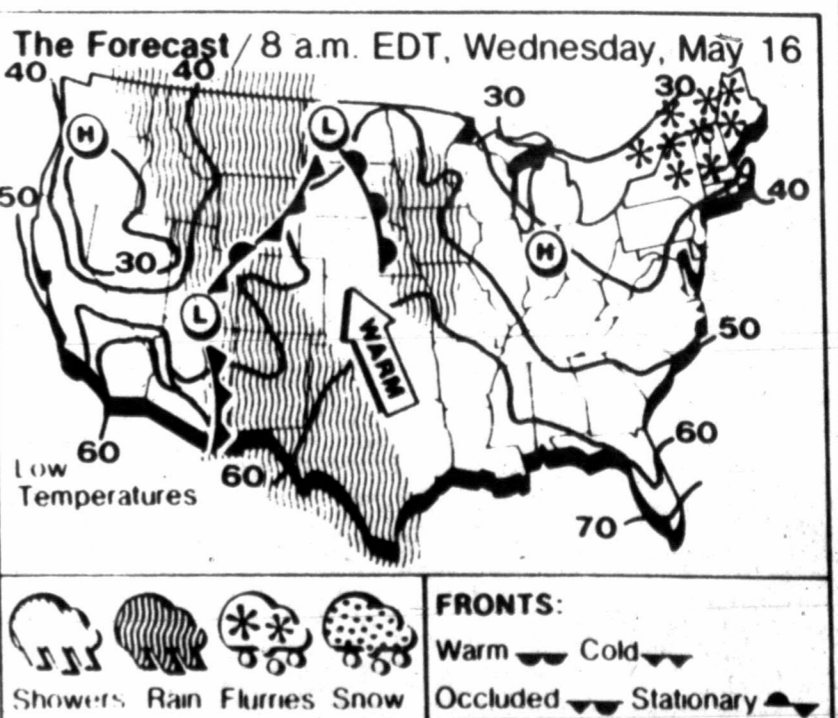 The Forecast / 8 a.m. EDT, Wednesday, May 16
40
40
30
30
H
L
50
40
30
H
L
WARM
50
60
60
60
Low
Temperatures
70
FRONTS:
Warm Cold
Showers Rain Flurries Snow
Occluded Stationary